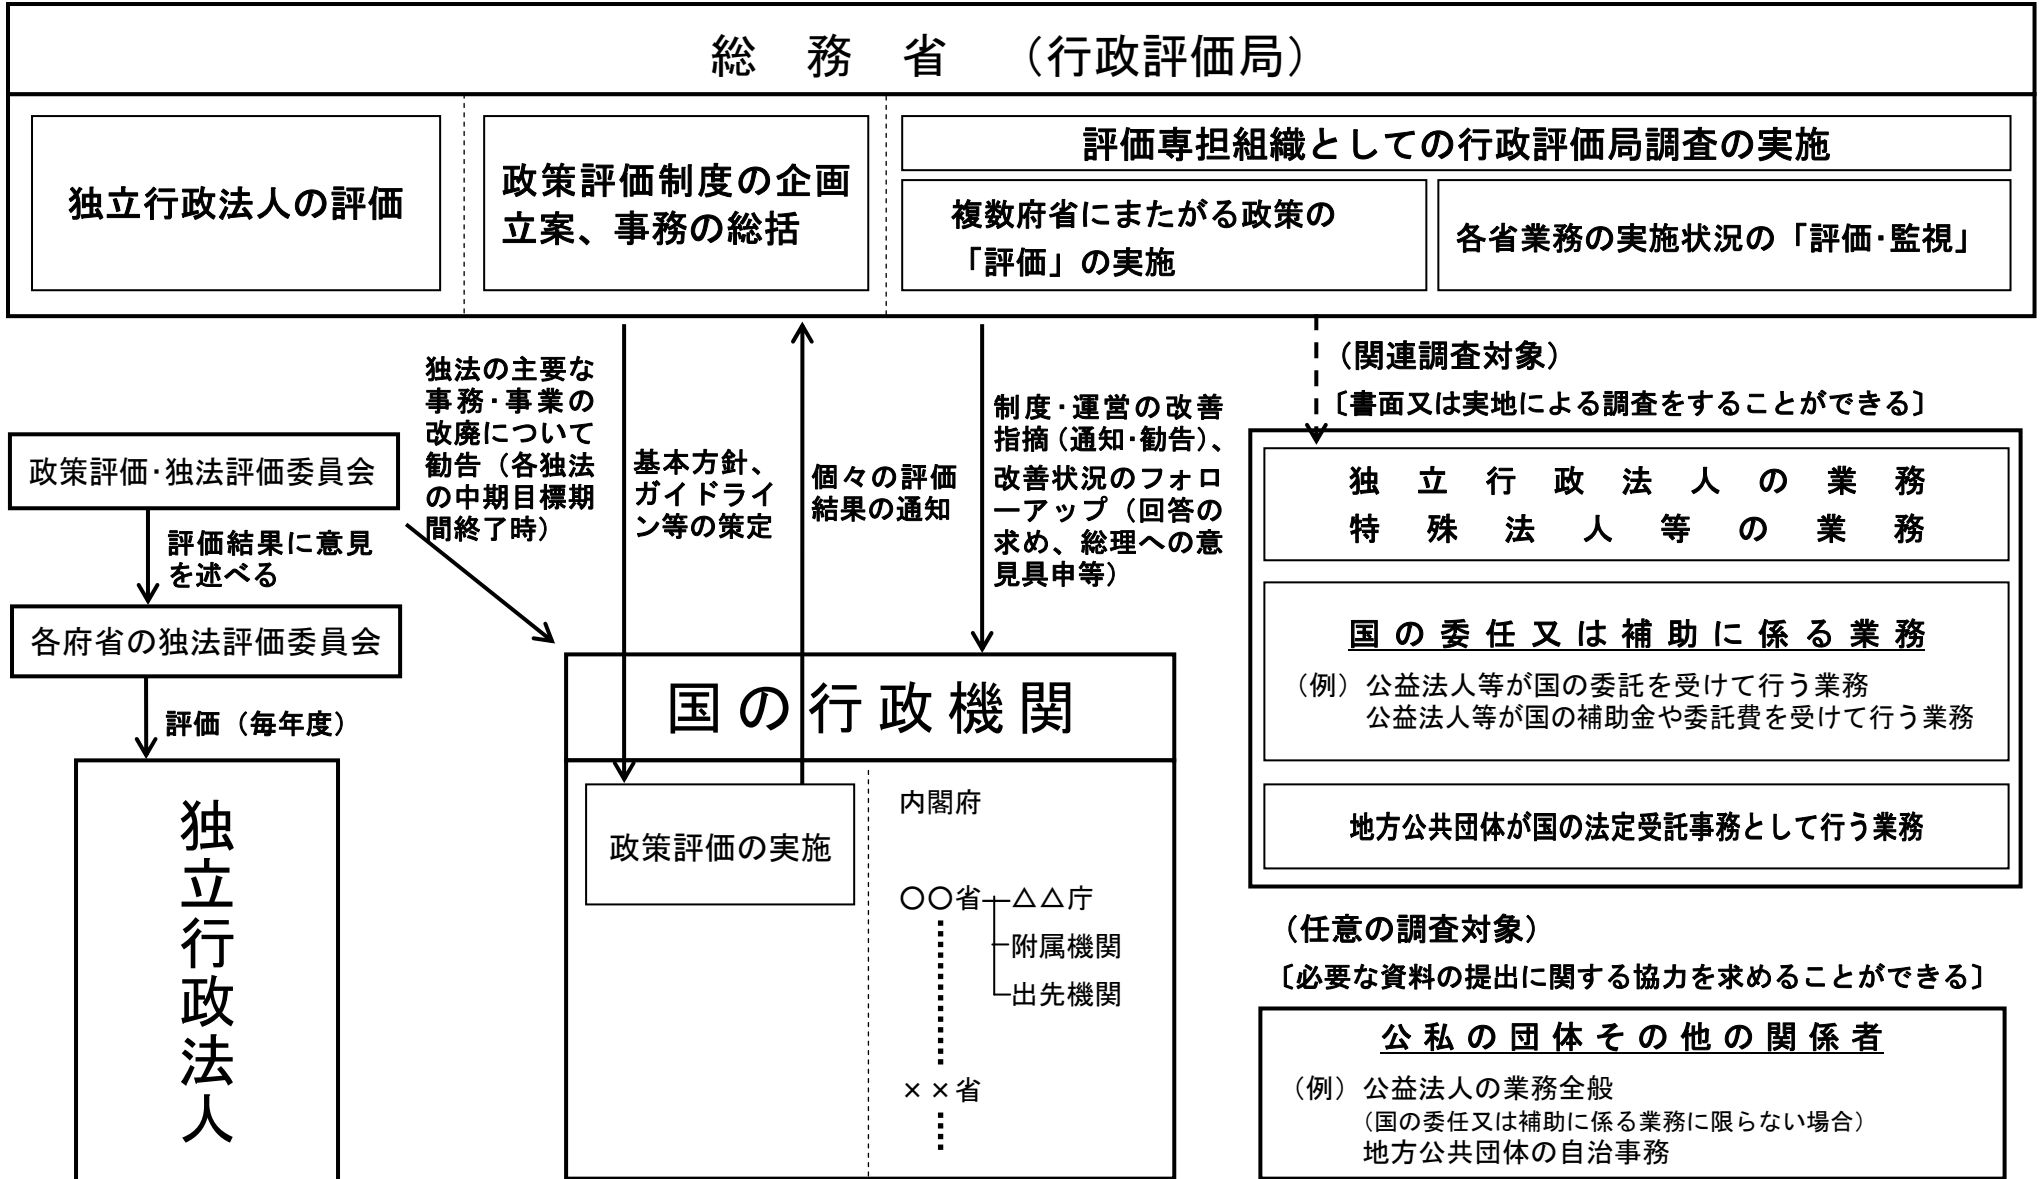 総務省（行政評価局）
独立行政法人の評価
政策評価制度の企画
立案、事務の総括
評価専担組織としての行政評価局調査の実施
複数府省にまたがる政策の
「評価」の実施
各省業務の実施状況の「評価･監視」
政策評価･独法評価委員会
評価結果に意見
を述べる
各府省の独法評価委員会
評価（毎年度）
独立行政法人
独法の主要な
事務･事業の
改廃について
勧告（各独法
の中期目標期
間終了時）
基本方針、
ガイドライ
ン等の策定
個々の評価
結果の通知
制度･運営の改善
指摘（通知･勧告）、
改善状況のフォロ
ーアップ（回答の
求め、総理への意
見具申等）
国の行政機関
政策評価の実施
内閣府
○○省
△△庁
附属機関
出先機関
××省
（関連調査対象）
〔書面又は実地による調査をすることができる〕
独立行政法人の業務
特殊法人等の業務
国の委任又は補助に係る業務
（例）公益法人等が国の委託を受けて行う業務
公益法人等が国の補助金や委託費を受けて行う業務
地方公共団体が国の法定受託事務として行う業務
（任意の調査対象）
〔必要な資料の提出に関する協力を求めることができる〕
公私の団体その他の関係者
（例）公益法人の業務全般
（国の委任又は補助に係る業務に限らない場合）
地方公共団体の自治事務